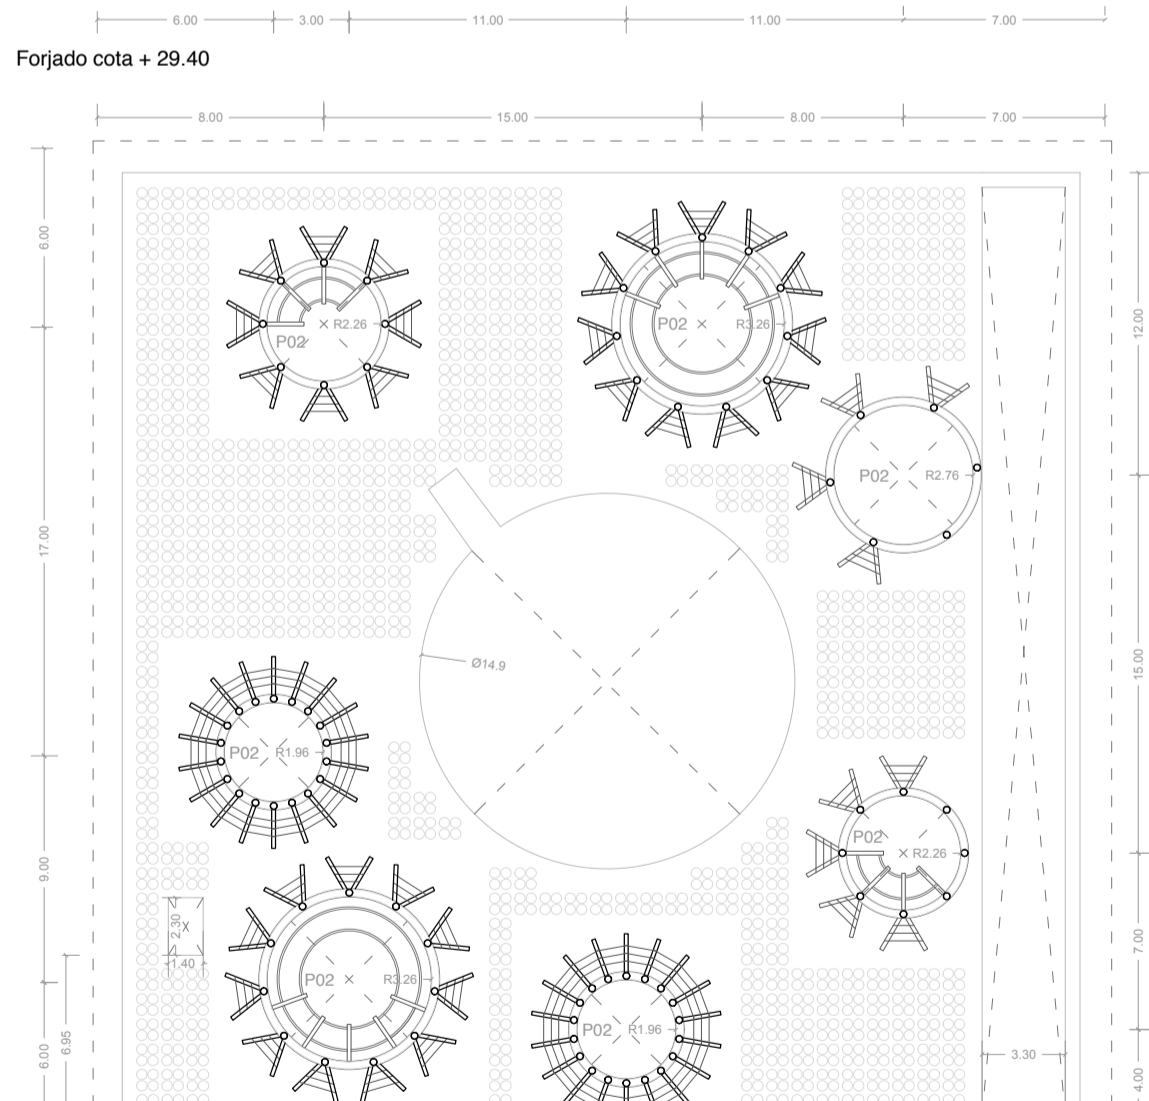 6.00 3.00 11.00 11.00 7.00
Forjado cota + 29.40
8.00 15.00 8.00 7.00
6.00
12.00
P02 R2.26
P02 R3.26
P02 R2.76
17.00
Ø14.9
15.00
P02 R1.96
P02 R2.26
9.00
2.30
1.40
7.00
P02 R3.26
P02 R1.96
6.00
6.95
3.30
4.00